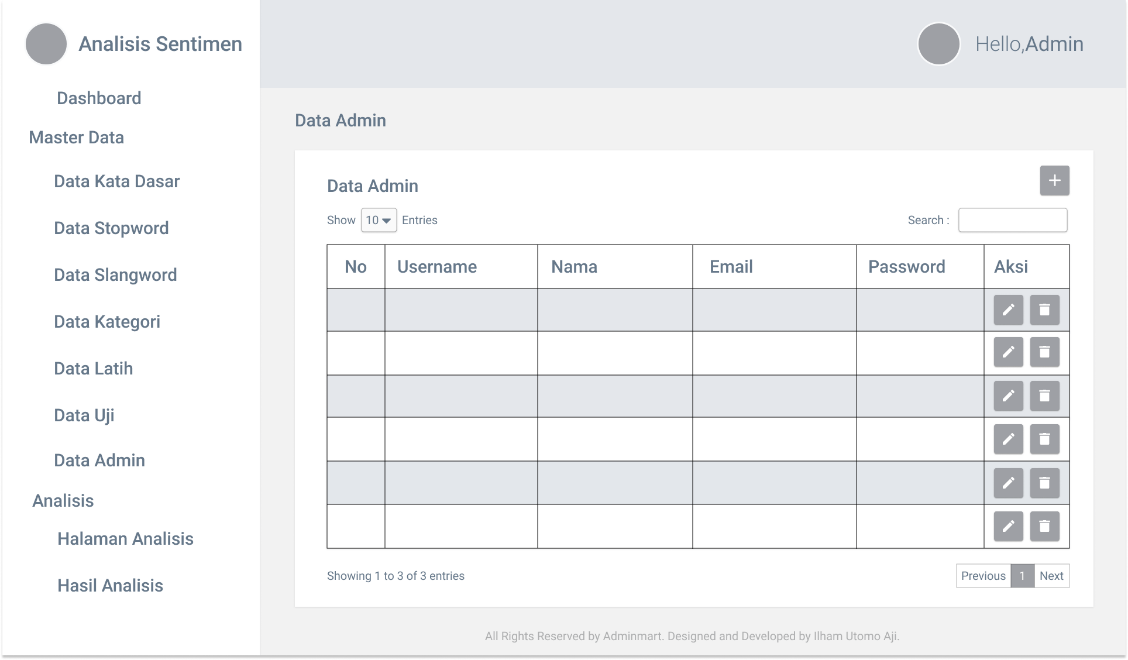 Analisis Sentimen
Hello,Admin
Dashboard
Master Data
Data Kata Dasar
Data Stopword
Data Slangword
Data Kategori
Data Latih
Data Uji
Data Admin
Analisis
Halaman Analisis
Hasil Analisis
Data Admin
Data Admin
+
Show 10 Entries
Search :
No Username Nama Email Password Aksi
Showing 1 to 3 of 3 entries
Previous 1 Next
All Rights Reserved by Adminmart. Designed and Developed by Ilham Utomo Aji.